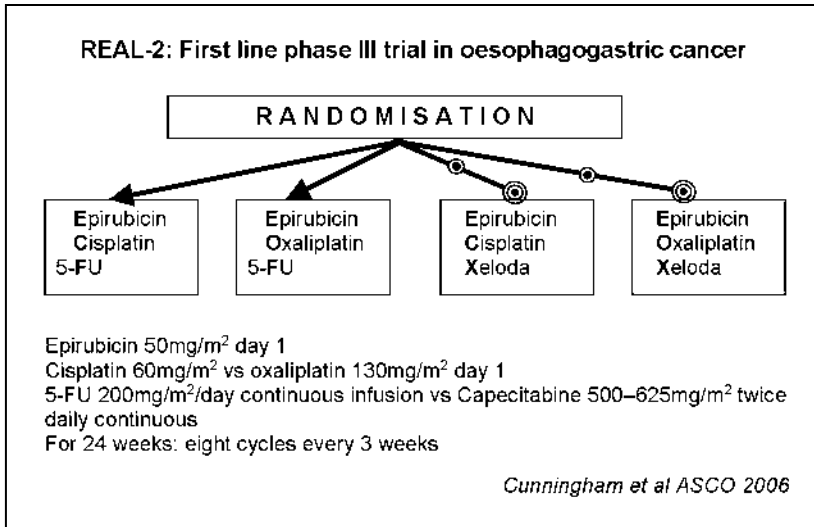 REAL-2: First line phase III trial in oesophagogastric cancer
RANDOMISATION
Epirubicin
Cisplatin
5-FU
Epirubicin
Oxaliplatin
5-FU
Epirubicin
Cisplatin
Xeloda
Epirubicin
Oxaliplatin
Xeloda
Epirubicin 50mg/m² day 1
Cisplatin 60mg/m² vs oxaliplatin 130mg/m² day 1
5-FU 200mg/m²/day continuous infusion vs Capecitabine 500–625mg/m² twice
daily continuous
For 24 weeks: eight cycles every 3 weeks
Cunningham et al ASCO 2006